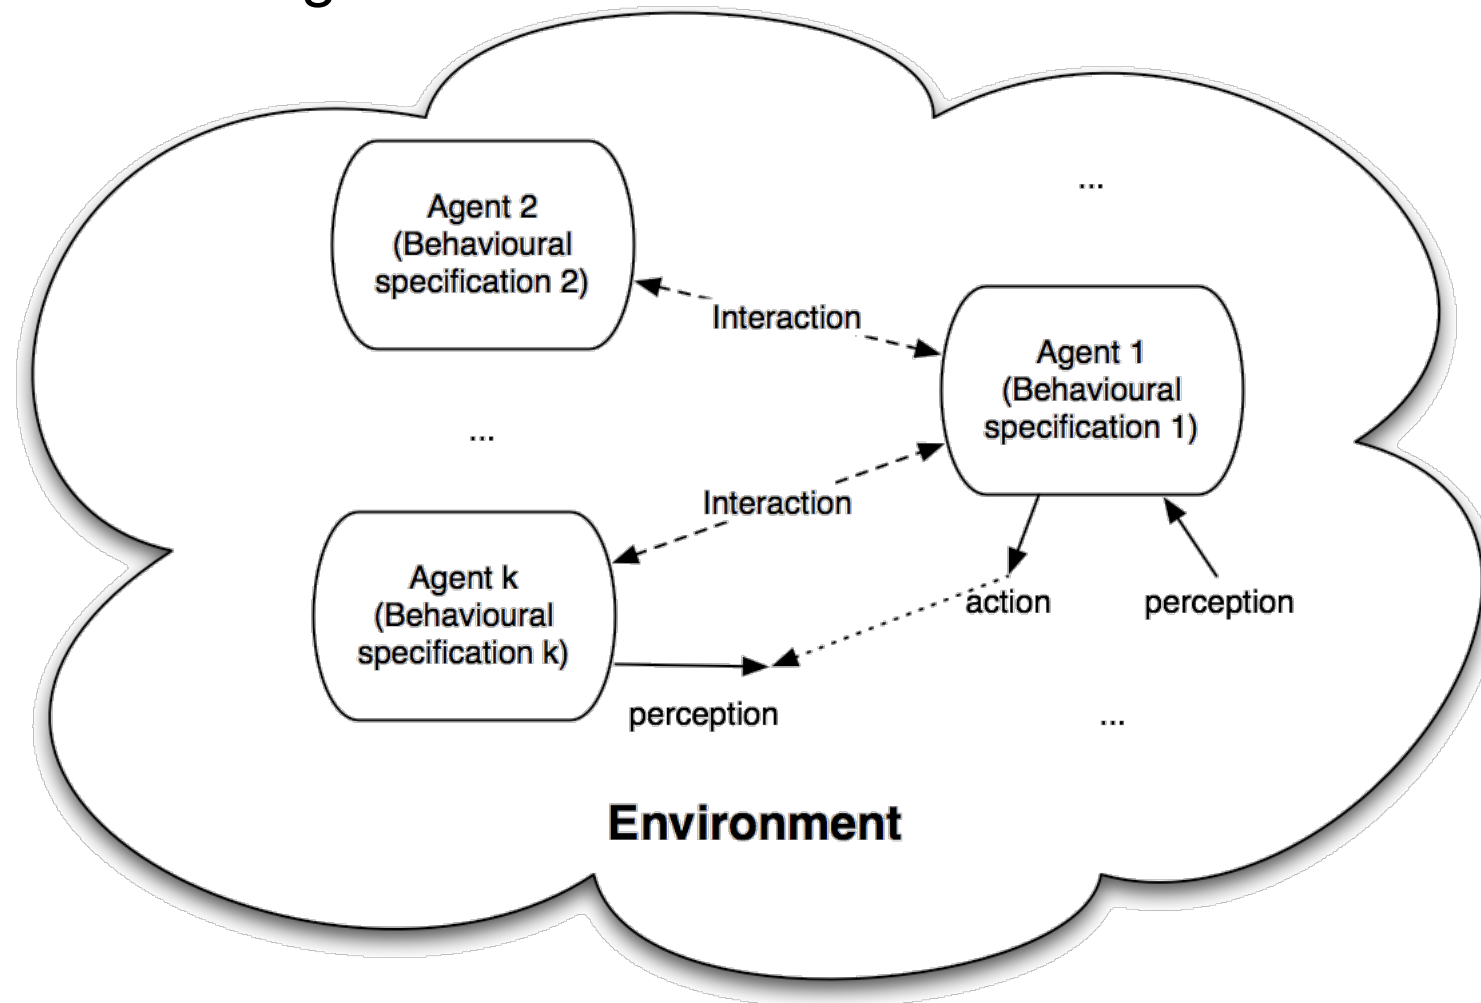 Agent 2
(Behavioural
specification 2)
...
Interaction
Agent 1
(Behavioural
specification 1)
...
Interaction
Agent k
(Behavioural
specification k)
action
perception
perception
...
Environment